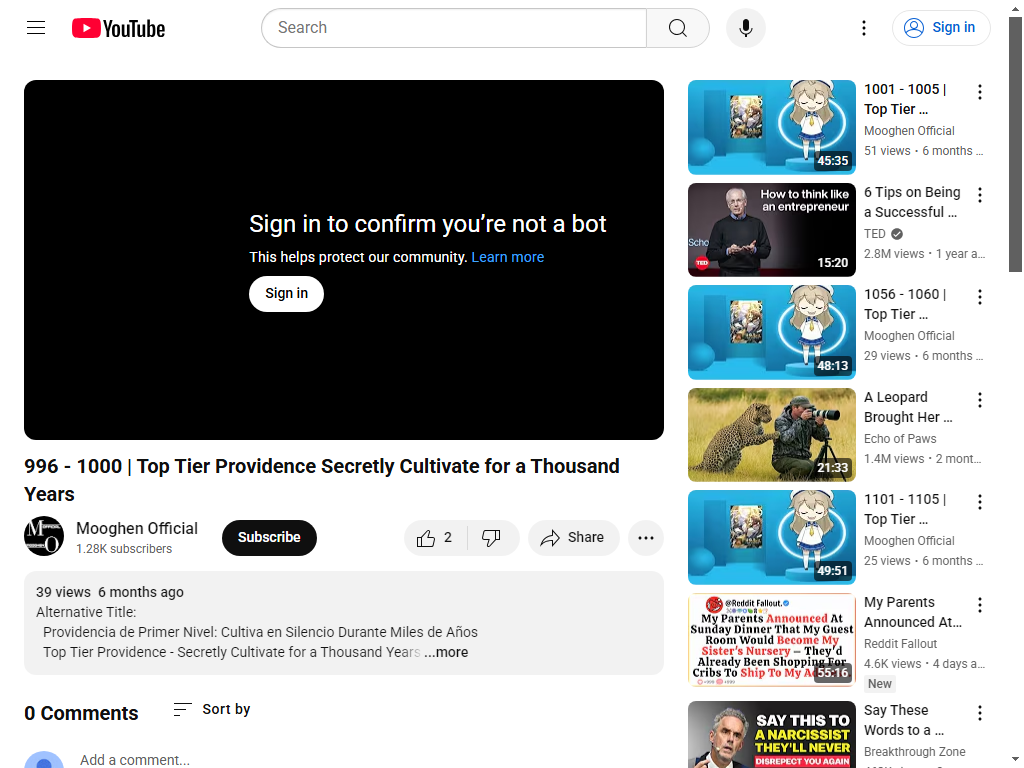 YouTube
Search
Sign in
Sign in to confirm you’re not a bot
This helps protect our community. Learn more
Sign in
996 - 1000 | Top Tier Providence Secretly Cultivate for a Thousand
Years
Mooghen Official
1.28K subscribers
Subscribe
2
Share
39 views 6 months ago
Alternative Title:
Providencia de Primer Nivel: Cultiva en Silencio Durante Miles de Años
Top Tier Providence - Secretly Cultivate for a Thousand Years ...more
0 Comments
Sort by
Add a comment...
45:35
1001 - 1005 |
Top Tier ...
Mooghen Official
51 views • 6 months ...
How to think like
an entrepreneur
Scho
TED
15:20
6 Tips on Being
a Successful ...
TED
2.8M views • 1 year a...
48:13
1056 - 1060 |
Top Tier ...
Mooghen Official
29 views • 6 months ...
21:33
A Leopard
Brought Her ...
Echo of Paws
1.4M views • 2 mont...
49:51
1101 - 1105 |
Top Tier ...
Mooghen Official
25 views • 6 months ...
@Reddit Fallout.
My Parents Announced At
Sunday Dinner That My Guest
Room Would Become My
Sister's Nursery – They'd
Already Been Shopping For
Cribs To Ship To My
55:16
My Parents
Announced At...
Reddit Fallout
4.6K views • 4 days a...
New
SAY THIS TO
A NARCISSIST
THEY'LL NEVER
DISREPECT YOU AGAIN
Say These
Words to a ...
Breakthrough Zone